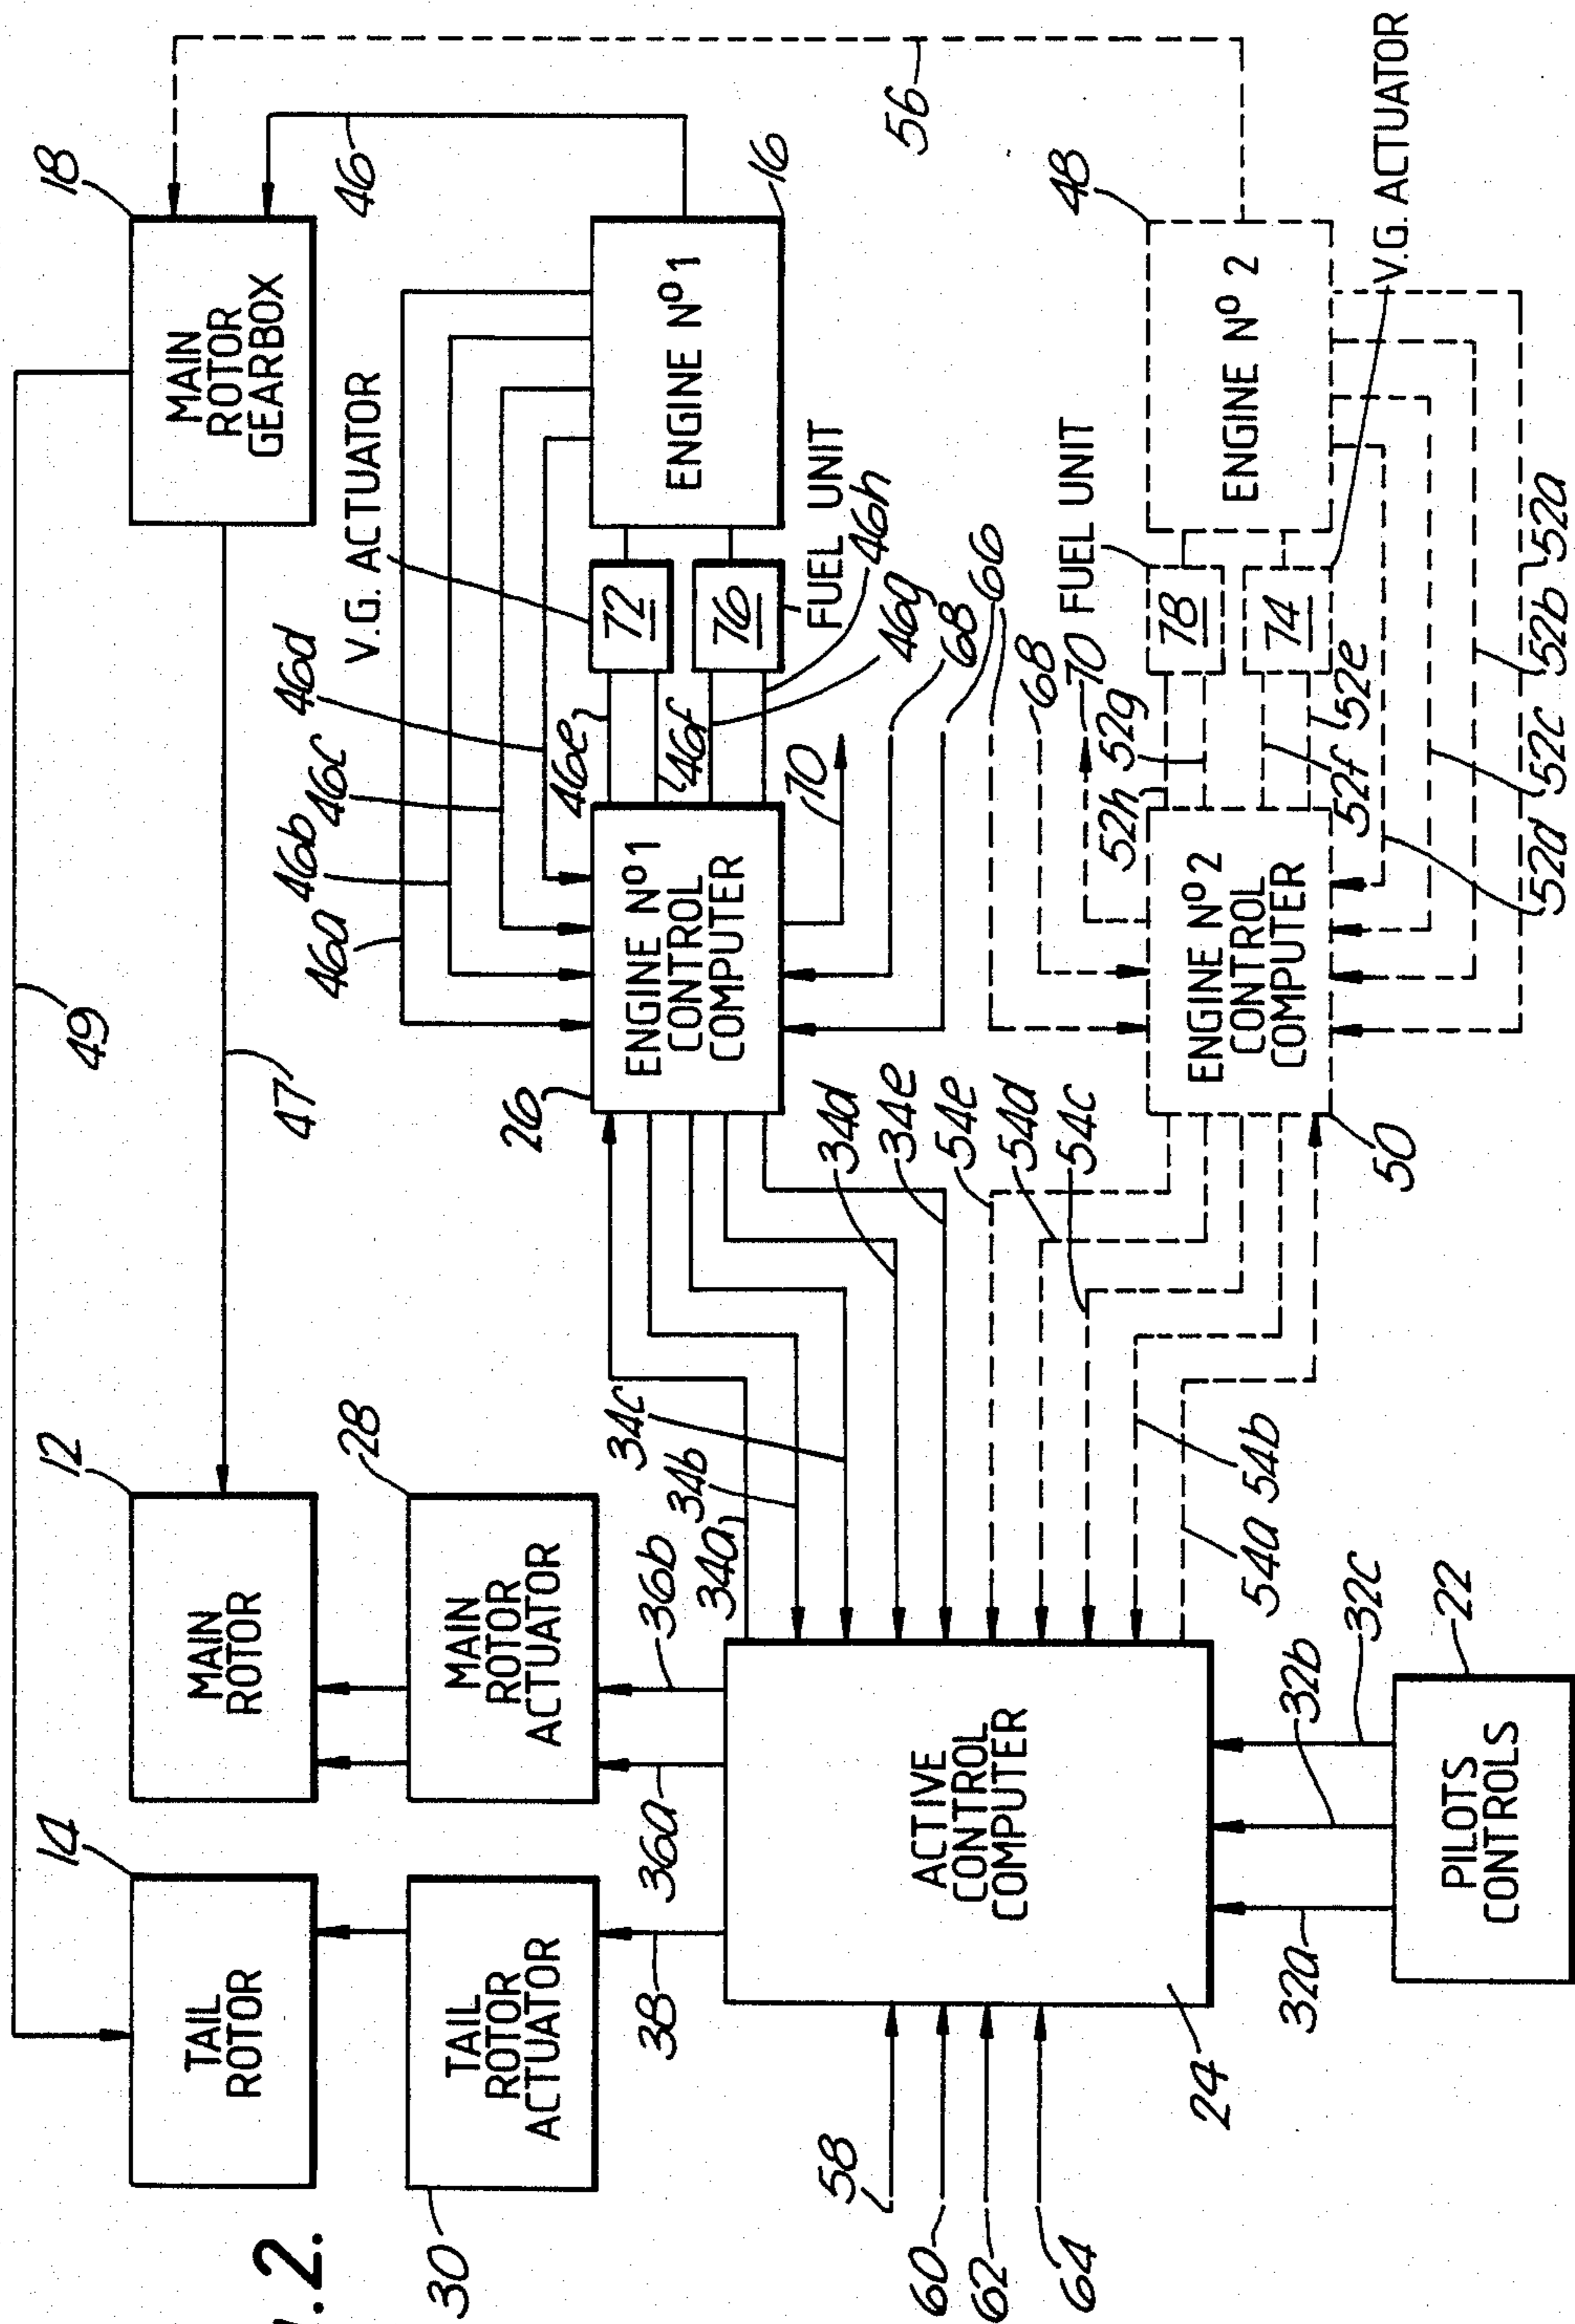 49
18
MAIN
ROTOR
GEARBOX
47
46
56
12
MAIN
ROTOR
14
TAIL
ROTOR
28
MAIN
ROTOR
ACTUATOR
30
TAIL
ROTOR
ACTUATOR
38
36a
36b
46a
46b
46c
46d
V.G. ACTUATOR
16
ENGINE Nº 1
72
76
FUEL UNIT
46e
46f
46g
46h
26
ENGINE Nº 1
CONTROL
COMPUTER
70
68
66
34a
34b
34c
34d
34e
54e
54d
54c
54b
54a
58
60
62
64
ACTIVE
CONTROL
COMPUTER
24
32a
32b
32c
22
PILOTS
CONTROLS
68
70
FUEL UNIT
48
ENGINE Nº 2
78
74
V.G. ACTUATOR
52h
52g
52f
52e
ENGINE Nº 2
CONTROL
COMPUTER
50
52d
52c
52b
52a
.2.